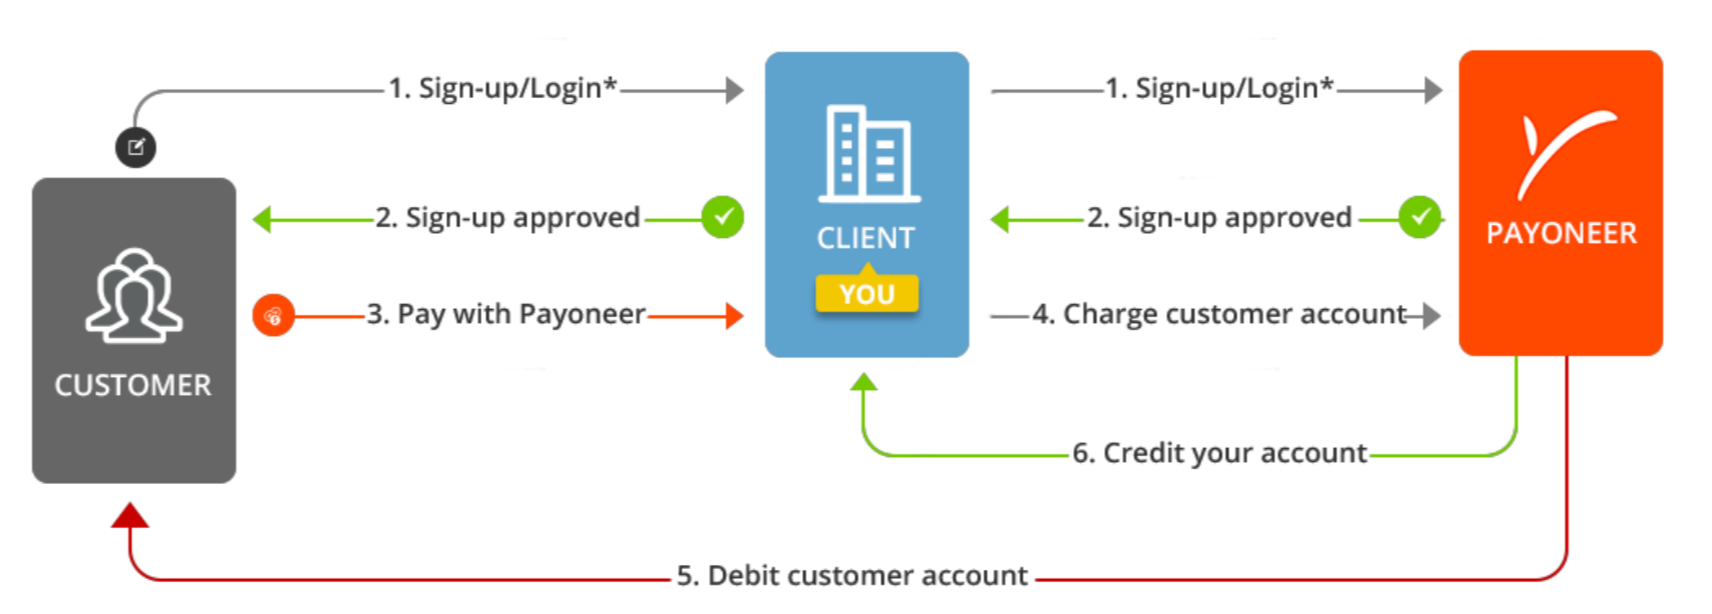 1. Sign-up/Login*
1. Sign-up/Login*
2. Sign-up approved
2. Sign-up approved
CLIENT
PAYONEER
YOU
3. Pay with Payoneer
4. Charge customer account
CUSTOMER
6. Credit your account
5. Debit customer account